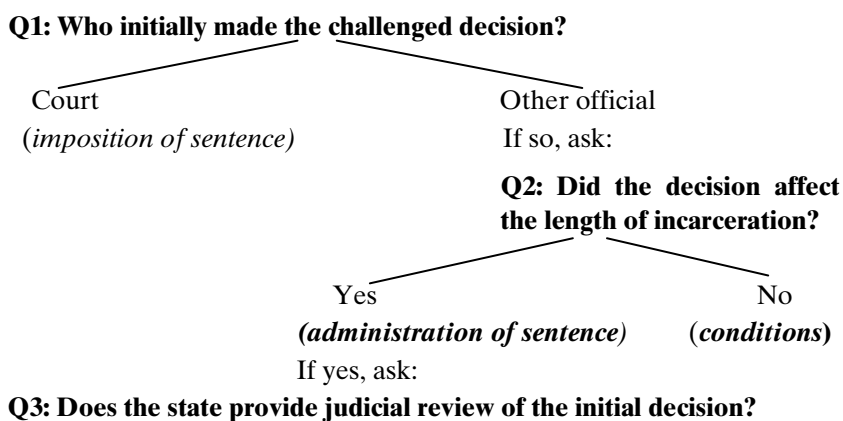 Q1: Who initially made the challenged decision?
Court
Other official
(imposition of sentence)
If so, ask:
Q2: Did the decision affect
the length of incarceration?
Yes
No
(administration of sentence)
(conditions)
If yes, ask:
Q3: Does the state provide judicial review of the initial decision?